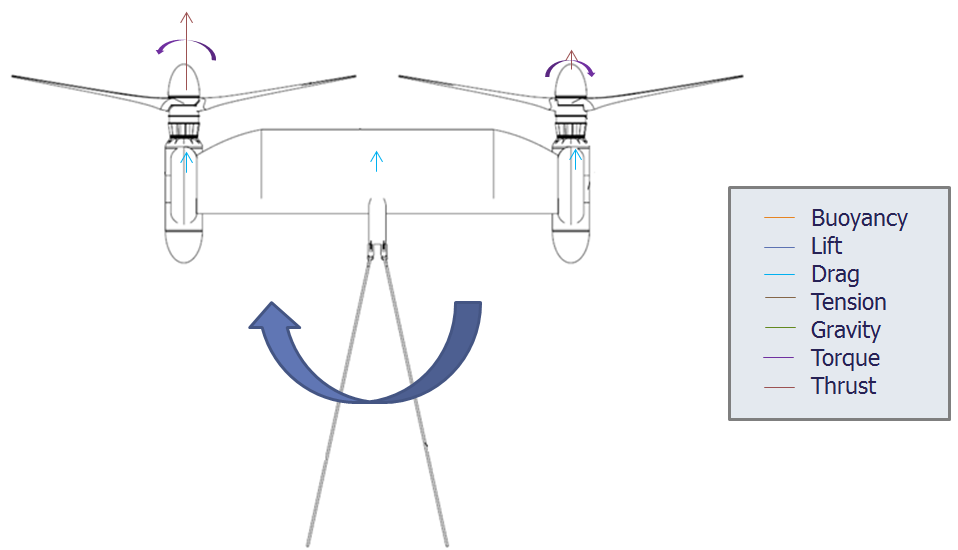 Buoyancy
Lift
Drag
Tension
Gravity
Torque
Thrust